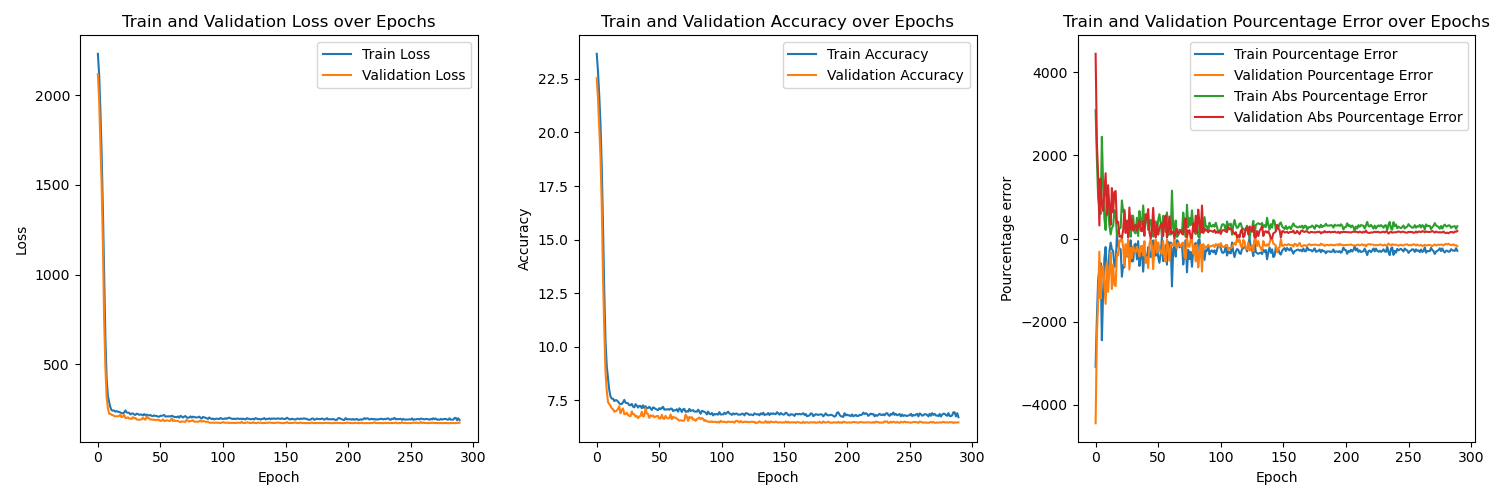 Train and Validation Loss over Epochs
Train Loss
Validation Loss
2000
1500
1000
500
Loss
0 50 100 150 200 250 300
Epoch
Train and Validation Accuracy over Epochs
Train Accuracy
Validation Accuracy
22.5
20.0
17.5
15.0
12.5
10.0
7.5
Accuracy
0 50 100 150 200 250 300
Epoch
Train and Validation Pourcentage Error over Epochs
Train Pourcentage Error
Validation Pourcentage Error
Train Abs Pourcentage Error
Validation Abs Pourcentage Error
4000
2000
0
−2000
−4000
Pourcentage error
0 50 100 150 200 250 300
Epoch